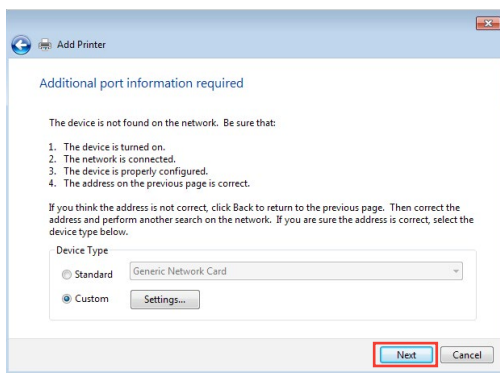 Add Printer
Additional port information required
The device is not found on the network. Be sure that:
1. The device is turned on.
2. The network is connected.
3. The device is properly configured.
4. The address on the previous page is correct.
If you think the address is not correct, click Back to return to the previous page. Then correct the
address and perform another search on the network. If you are sure the address is correct, select the
device type below.
Device Type
Standard Generic Network Card
Custom Settings...
Next Cancel